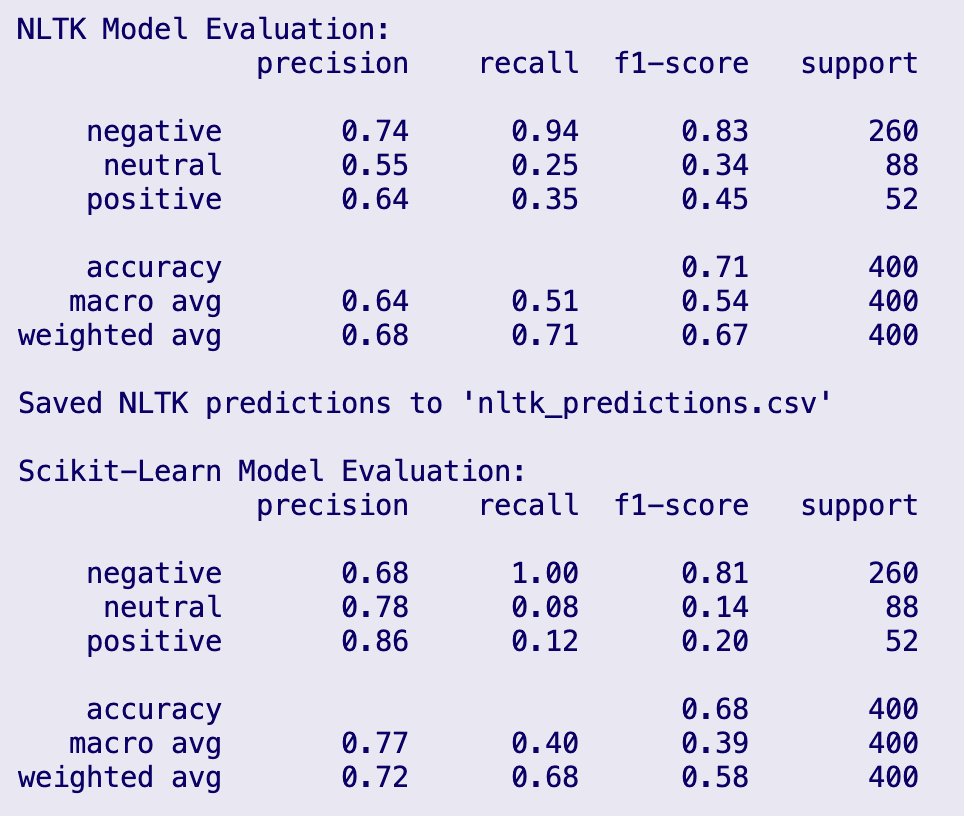 NLTK Model Evaluation:
precision recall f1-score support
negative 0.74 0.94 0.83 260
neutral 0.55 0.25 0.34 88
positive 0.64 0.35 0.45 52
accuracy 0.71 400
macro avg 0.64 0.51 0.54 400
weighted avg 0.68 0.71 0.67 400
Saved NLTK predictions to 'nltk_predictions.csv'
Scikit-Learn Model Evaluation:
precision recall f1-score support
negative 0.68 1.00 0.81 260
neutral 0.78 0.08 0.14 88
positive 0.86 0.12 0.20 52
accuracy 0.68 400
macro avg 0.77 0.40 0.39 400
weighted avg 0.72 0.68 0.58 400